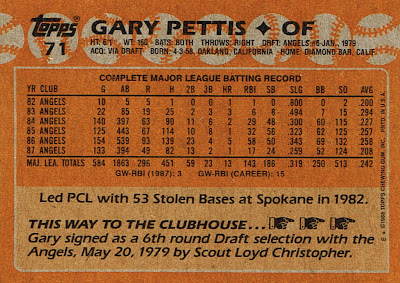 Topps
71
GARY PETTIS ✦ OF
HT: 6'1" WT: 160 BATS: BOTH THROWS: RIGHT DRAFT: ANGELS #6-JAN. 1979
ACQ: VIA DRAFT BORN: 4-3-58, OAKLAND, CALIFORNIA HOME: DIAMOND BAR, CALIF.
COMPLETE MAJOR LEAGUE BATTING RECORD
YR CLUB G AB R H 2B 3B HR RBI SB SLG BB SO AVG
82 ANGELS 10 5 5 1 0 0 1 1 0 .800 0 2 .200
83 ANGELS 22 85 19 25 2 3 3 6 8 .494 7 15 .294
84 ANGELS 140 397 63 90 11 6 2 29 48 .300 60 115 .227
85 ANGELS 125 443 67 114 10 8 1 32 56 .323 62 125 .257
86 ANGELS 154 539 93 139 23 4 5 58 50 .343 69 132 .258
87 ANGELS 133 394 49 82 13 2 1 17 24 .259 52 124 .208
MAJ. LEA. TOTALS 584 1863 296 451 59 23 13 143 186 .319 250 513 .242
GW-RBI (1987): 3 GW-RBI (CAREER): 15
Led PCL with 53 Stolen Bases at Spokane in 1982.
THIS WAY TO THE CLUBHOUSE...
Gary signed as a 6th round Draft selection with the
Angels, May 20, 1979 by Scout Loyd Christopher.
E * © 1988 TOPPS CHEWING GUM, INC. PRTD. IN U.S.A.